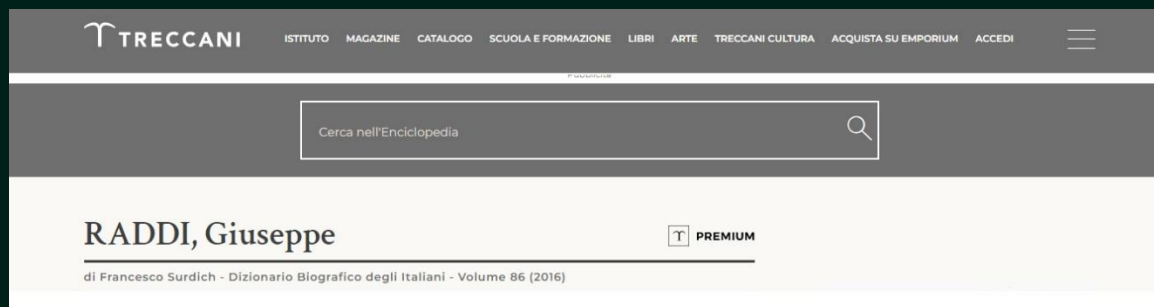 TRECCANI ISTITUTO MAGAZINE CATALOGO SCUOLA E FORMAZIONE LIBRI ARTE TRECCANI CULTURA ACQUISTA SU EMPORIUM ACCEDI
Pubblicità
Cerca nell'Enciclopedia
RADDI, Giuseppe PREMIUM
di Francesco Surdich - Dizionario Biografico degli Italiani - Volume 86 (2016)